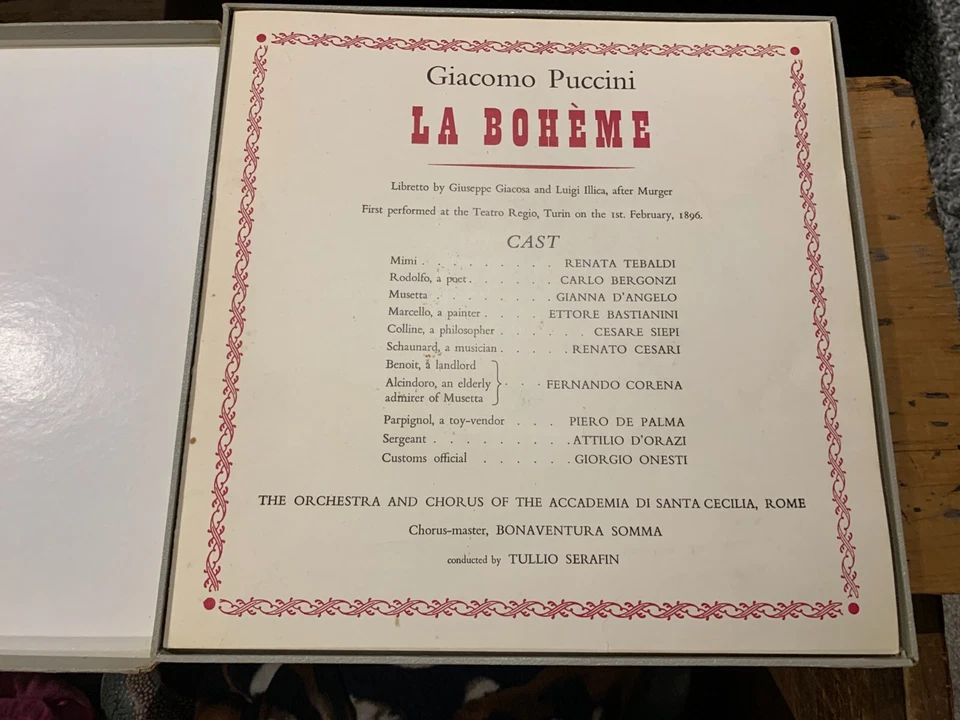 Giacomo Puccini
LA BOHÈME
Libretto by Giuseppe Giacosa and Luigi Illica, after Murger
First performed at the Teatro Regio, Turin on the 1st. February, 1896.
CAST
Mimi . . . . . . . . . RENATA TEBALDI
Rodolfo, a poet . . . . . . CARLO BERGONZI
Musetta . . . . . . . . GIANNA D'ANGELO
Marcello, a painter . . . . ETTORE BASTIANINI
Colline, a philosopher . . . . . . CESARE SIEPI
Schaunard, a musician . . . . . RENATO CESARI
Benoit, a landlord
Alcindoro, an elderly } . . . FERNANDO CORENA
admirer of Musetta
Parpignol, a toy-vendor . . . PIERO DE PALMA
Sergeant . . . . . . . . . ATTILIO D'ORAZI
Customs official . . . . . . GIORGIO ONESTI
THE ORCHESTRA AND CHORUS OF THE ACCADEMIA DI SANTA CECILIA, ROME
Chorus-master, BONAVENTURA SOMMA
conducted by TULLIO SERAFIN